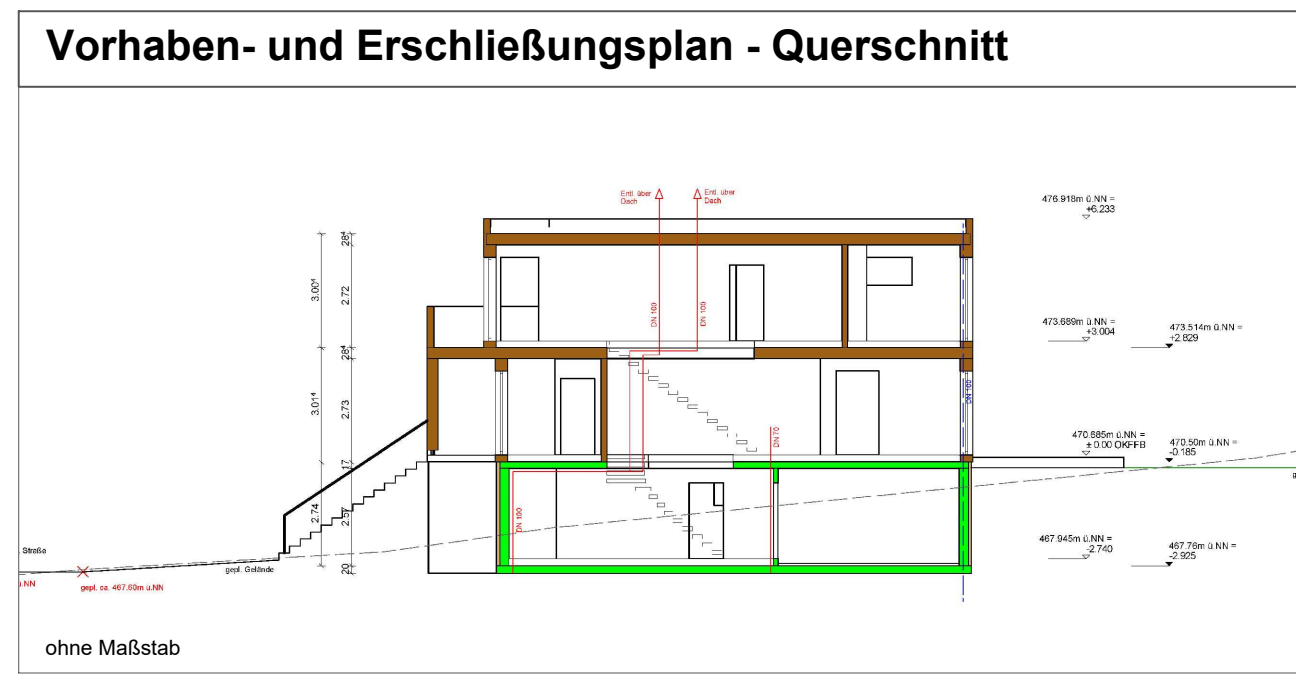 Vorhaben- und Erschließungsplan - Querschnitt
Entl. über
Dach
Entl. über
Dach
476.918m ü.NN =
+6.233
28⁴
3.00⁴
2.72
DN 100
DN 100
473.689m ü.NN =
+3.004
473.514m ü.NN =
+2.829
28⁴
3.01⁴
2.73
DN 100
DN 70
470.685m ü.NN =
± 0.00 OKFFB
470.50m ü.NN =
-0.185
17
2.74
2.57
DN 100
467.945m ü.NN =
-2.740
467.76m ü.NN =
-2.925
Straße
gepl. Gelände
20
ü.NN
gepl. ca. 467.60m ü.NN
ohne Maßstab